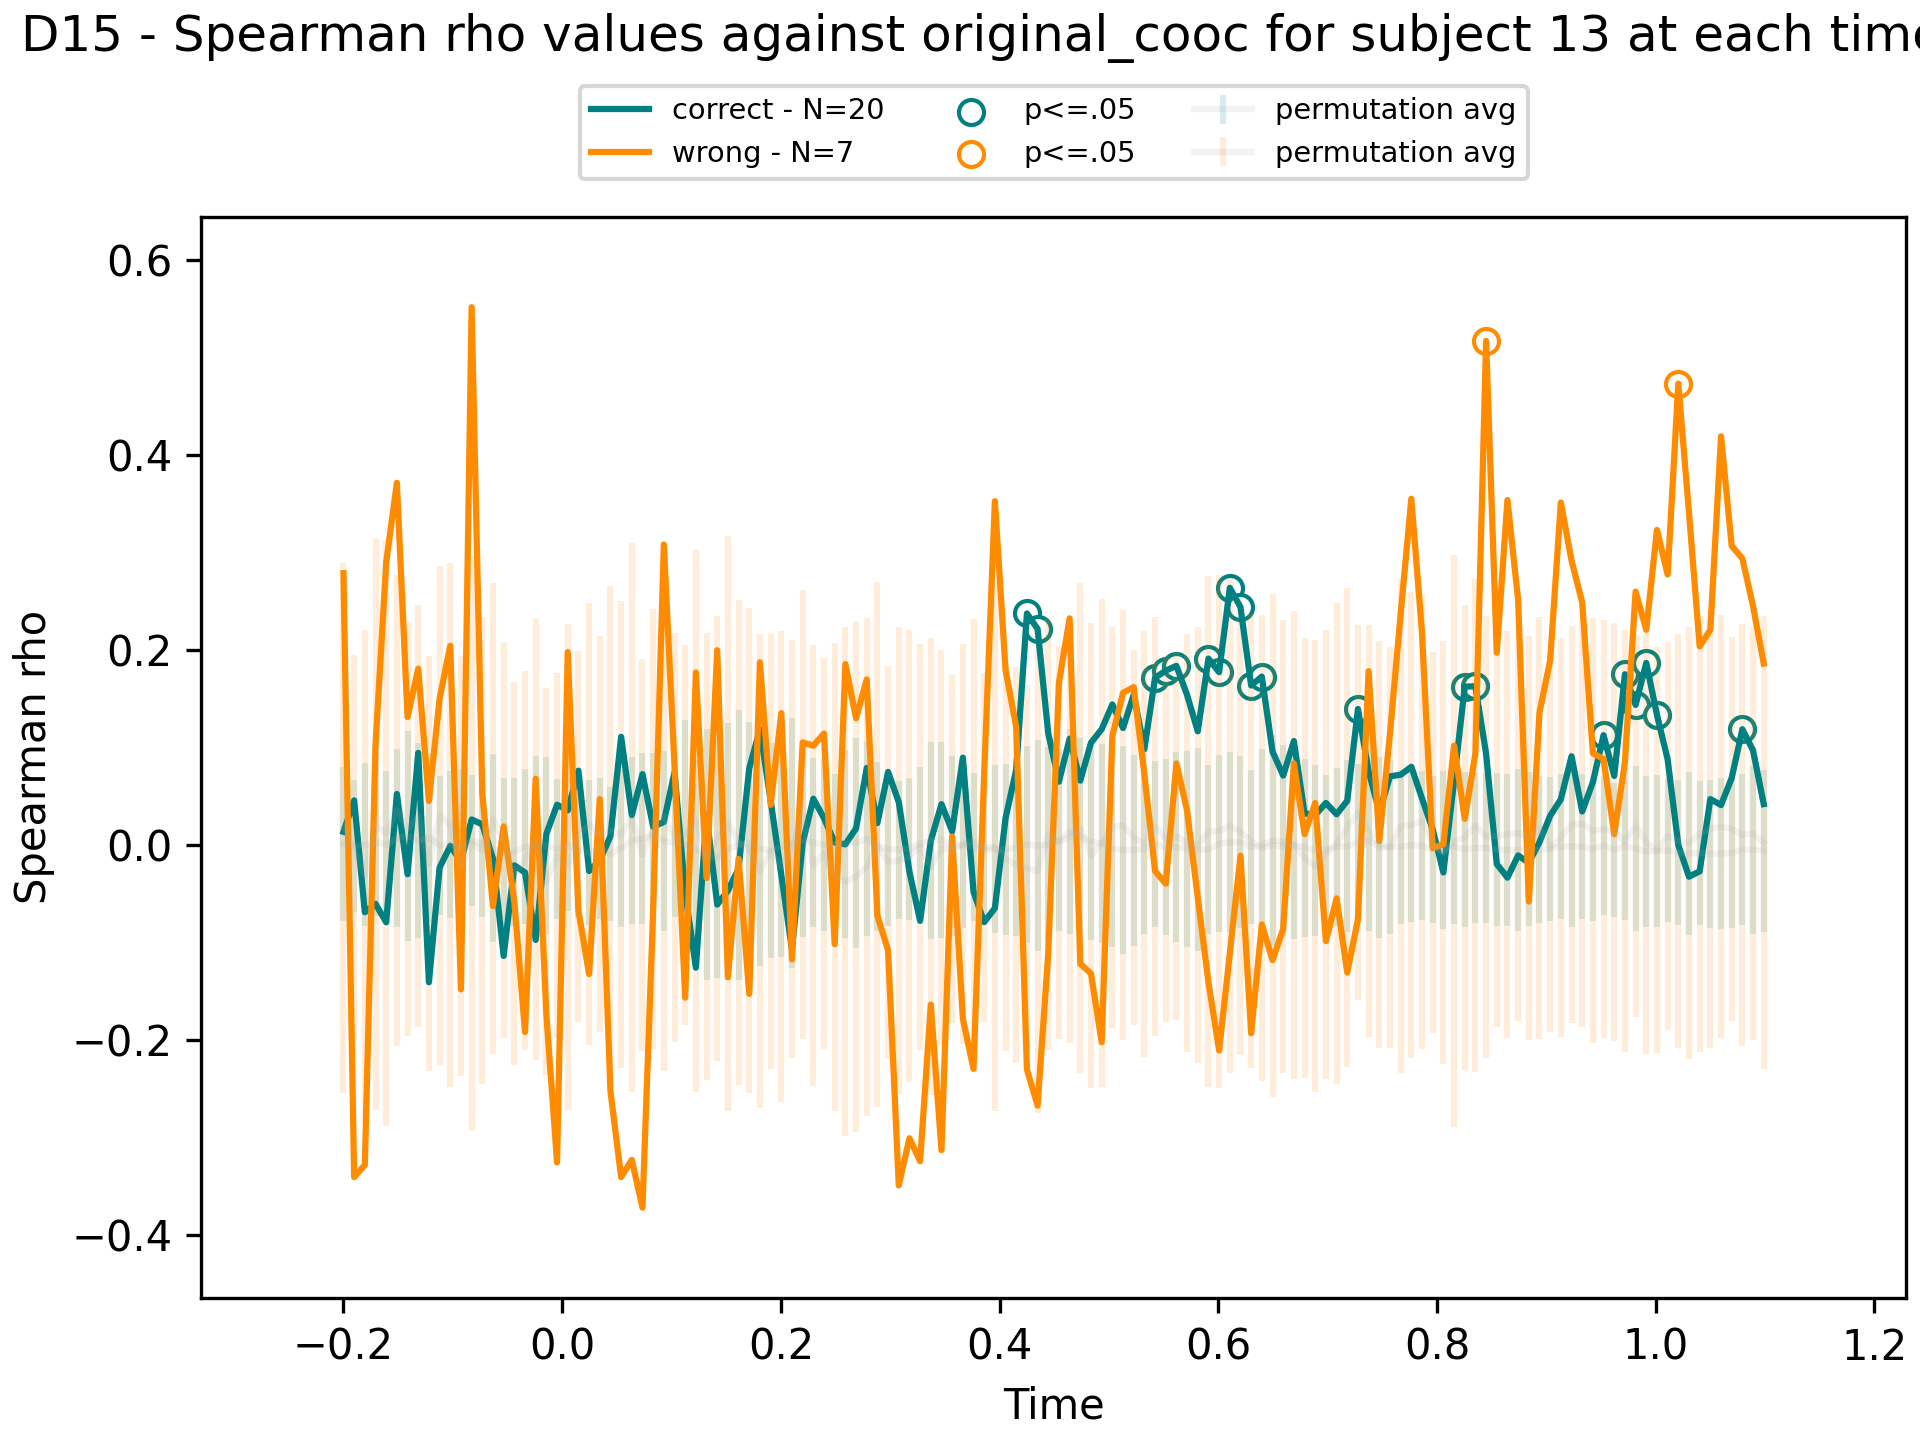 D15 - Spearman rho values against original_cooc for subject 13 at each time
correct - N=20 p<=.05 permutation avg
wrong - N=7 p<=.05 permutation avg
0.6
0.4
0.2
0.0
−0.2
−0.4
Spearman rho
−0.2 0.0 0.2 0.4 0.6 0.8 1.0 1.2
Time